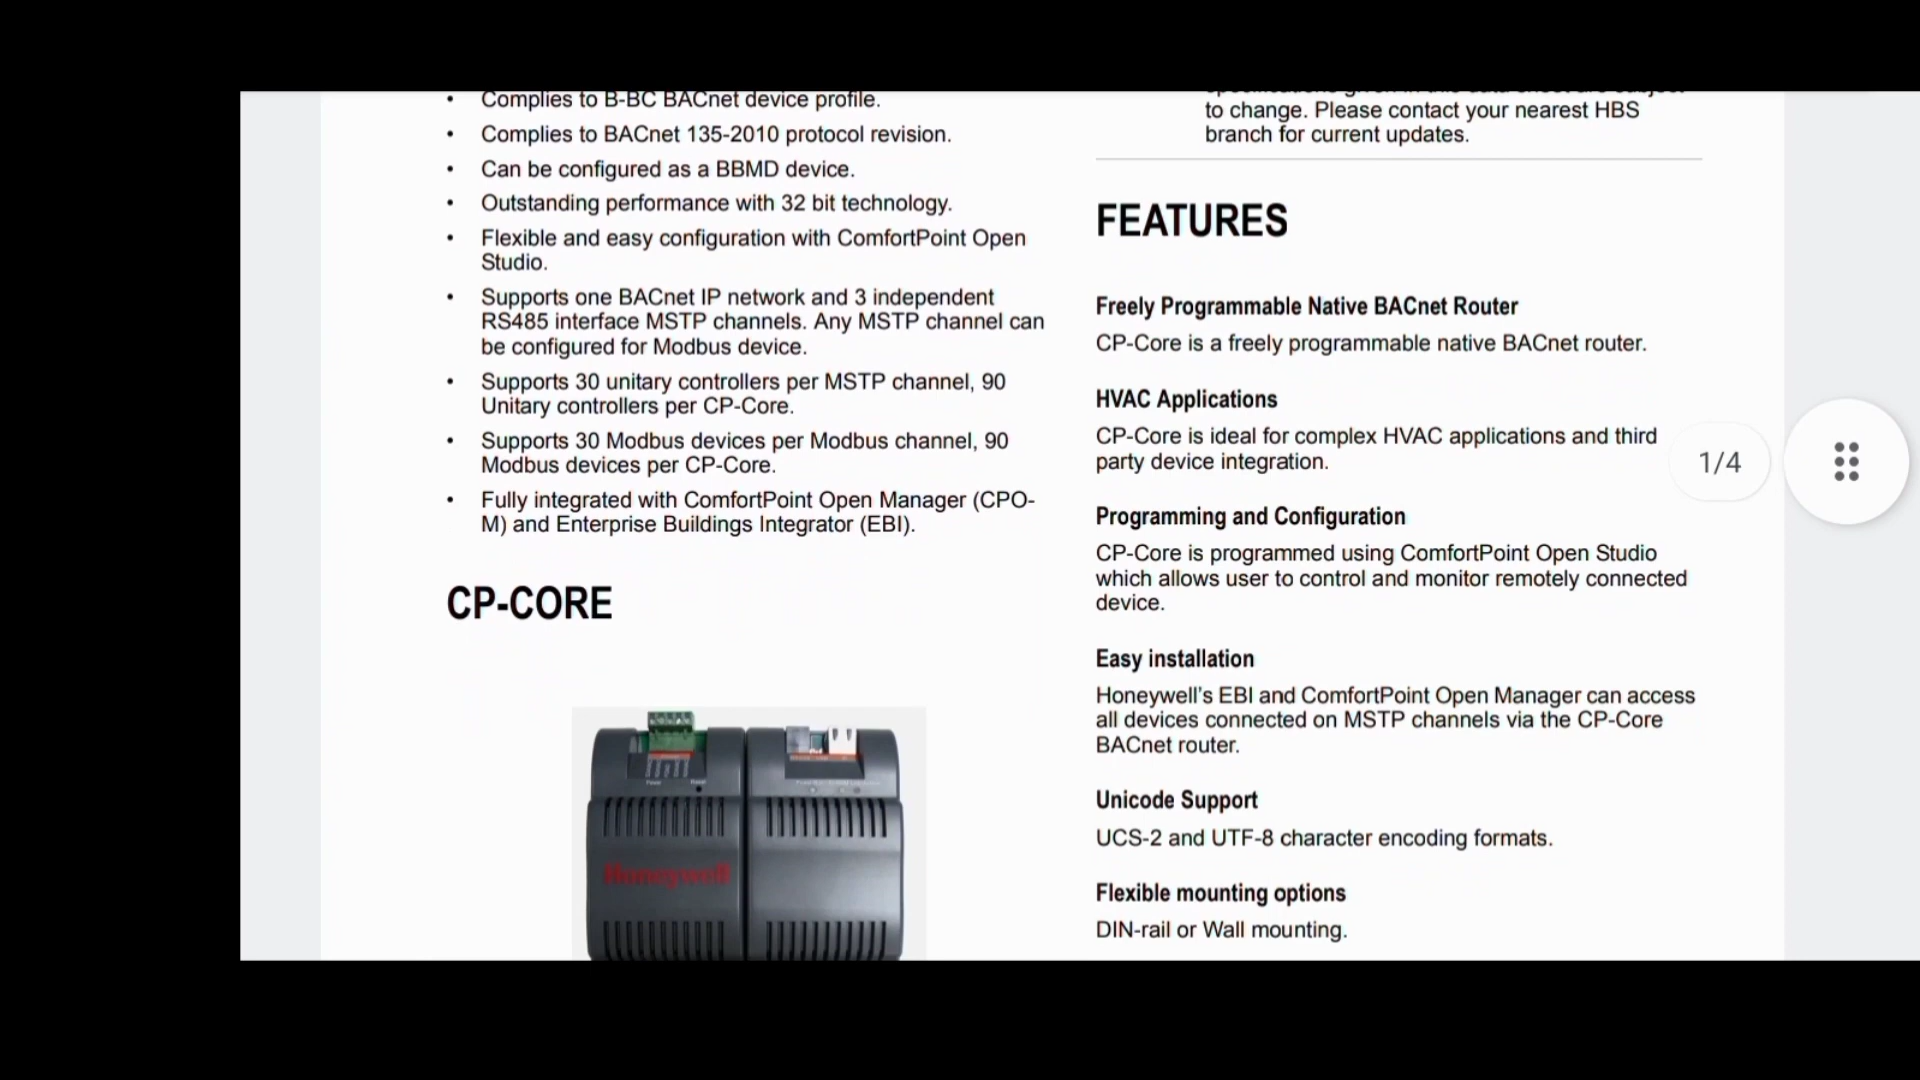 • Complies to B-BC BACnet device profile.
• Complies to BACnet 135-2010 protocol revision.
• Can be configured as a BBMD device.
• Outstanding performance with 32 bit technology.
• Flexible and easy configuration with ComfortPoint Open
Studio.
• Supports one BACnet IP network and 3 independent
RS485 interface MSTP channels. Any MSTP channel can
be configured for Modbus device.
• Supports 30 unitary controllers per MSTP channel, 90
Unitary controllers per CP-Core.
• Supports 30 Modbus devices per Modbus channel, 90
Modbus devices per CP-Core.
• Fully integrated with ComfortPoint Open Manager (CPO-
M) and Enterprise Buildings Integrator (EBI).
CP-CORE
Honeywell
to change. Please contact your nearest HBS
branch for current updates.
FEATURES
Freely Programmable Native BACnet Router
CP-Core is a freely programmable native BACnet router.
HVAC Applications
CP-Core is ideal for complex HVAC applications and third
party device integration.
Programming and Configuration
CP-Core is programmed using ComfortPoint Open Studio
which allows user to control and monitor remotely connected
device.
Easy installation
Honeywell's EBI and ComfortPoint Open Manager can access
all devices connected on MSTP channels via the CP-Core
BACnet router.
Unicode Support
UCS-2 and UTF-8 character encoding formats.
Flexible mounting options
DIN-rail or Wall mounting.
1/4